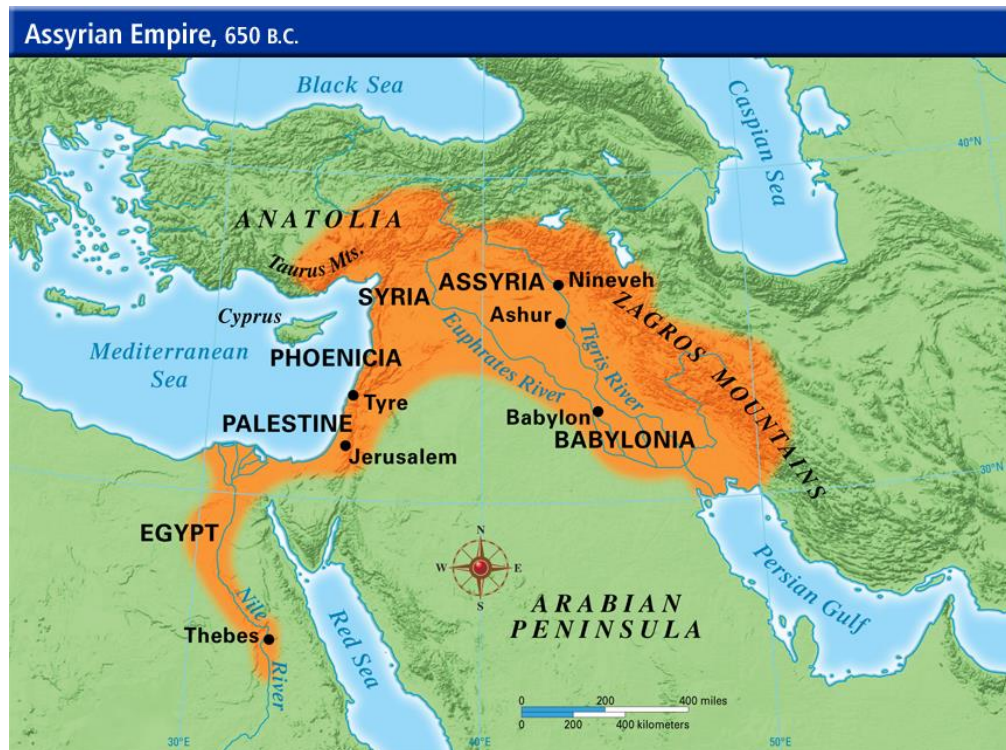 Assyrian Empire, 650 B.C.
Black Sea
Caspian Sea
40°N
ANATOLIA
Taurus Mts.
ASSYRIA
Nineveh
SYRIA
Ashur
ZAGROS MOUNTAINS
Cyprus
Mediterranean
Sea
PHOENICIA
Euphrates River
Tigris River
Tyre
Babylon
BABYLONIA
PALESTINE
Jerusalem
30°N
EGYPT
N
W
E
S
Nile
River
Thebes
Red Sea
ARABIAN
PENINSULA
Persian Gulf
0 200 400 miles
0 200 400 kilometers
30°E
40°E
50°E